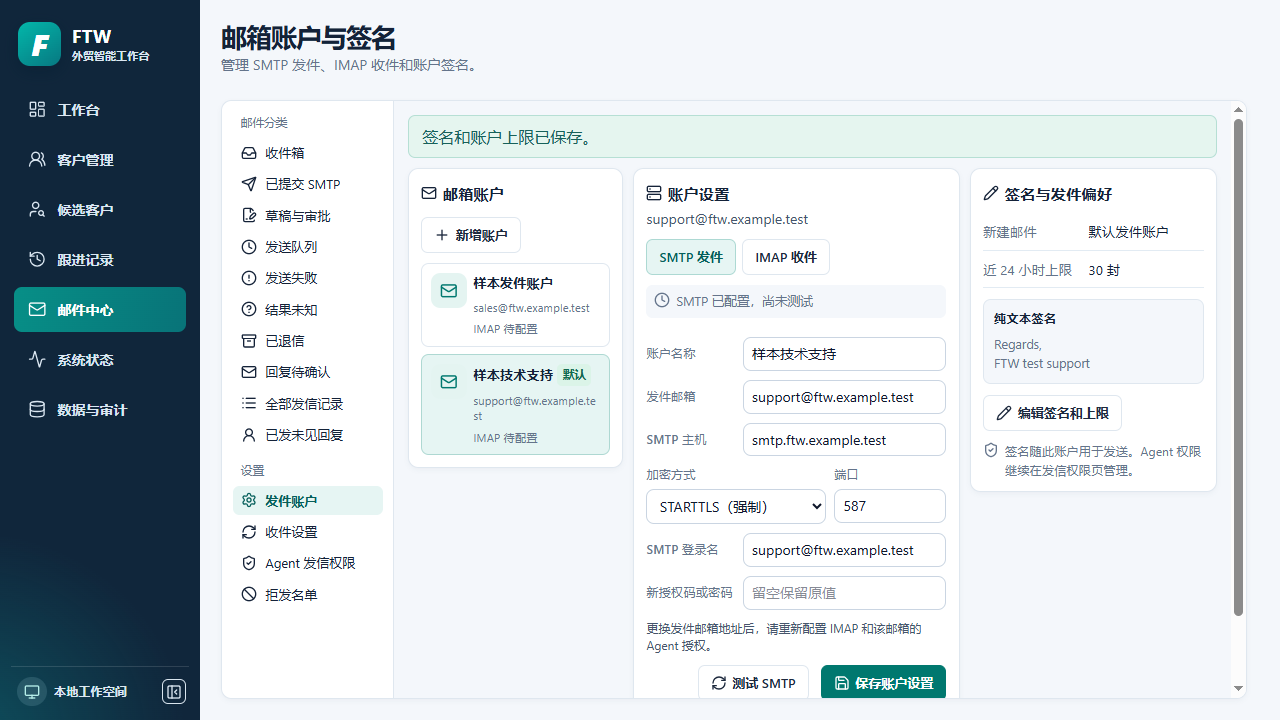 FTW
外贸智能工作台
工作台
客户管理
候选客户
跟进记录
邮件中心
系统状态
数据与审计
本地工作空间
邮箱账户与签名
管理 SMTP 发件、IMAP 收件和账户签名。
邮件分类
收件箱
已提交 SMTP
草稿与审批
发送队列
发送失败
结果未知
已退信
回复待确认
全部发信记录
已发未见回复
设置
发件账户
收件设置
Agent 发信权限
拒发名单
签名和账户上限已保存。
邮箱账户
新增账户
样本发件账户
sales@ftw.example.test
IMAP 待配置
样本技术支持 默认
support@ftw.example.te
st
IMAP 待配置
账户设置
support@ftw.example.test
SMTP 发件 IMAP 收件
SMTP 已配置，尚未测试
账户名称 样本技术支持
发件邮箱 support@ftw.example.test
SMTP 主机 smtp.ftw.example.test
加密方式 端口
STARTTLS（强制） 587
SMTP 登录名 support@ftw.example.test
新授权码或密码 留空保留原值
更换发件邮箱地址后，请重新配置 IMAP 和该邮箱的
Agent 授权。
测试 SMTP 保存账户设置
签名与发件偏好
新建邮件 默认发件账户
近 24 小时上限 30 封
纯文本签名
Regards,
FTW test support
编辑签名和上限
签名随此账户用于发送。Agent 权限
继续在发信权限页管理。